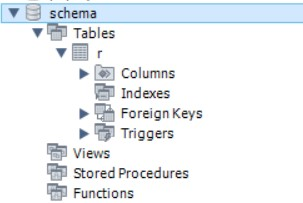 schema
Tables
r
Columns
Indexes
Foreign Keys
Triggers
Views
Stored Procedures
Functions